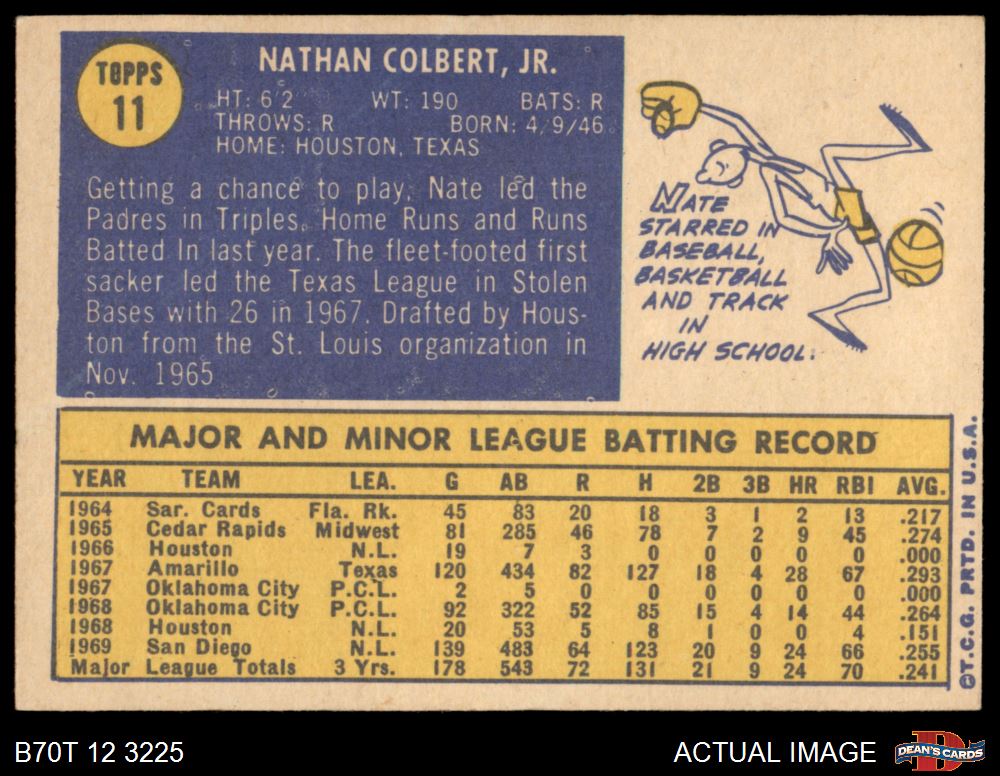 TOPPS
11
NATHAN COLBERT, JR.
HT: 6'2 WT: 190 BATS: R
THROWS: R BORN: 4/9/46
HOME: HOUSTON, TEXAS
Getting a chance to play, Nate led the
Padres in Triples, Home Runs and Runs
Batted In last year. The fleet-footed first
sacker led the Texas League in Stolen
Bases with 26 in 1967. Drafted by Hous-
ton from the St. Louis organization in
Nov. 1965
NATE
STARRED IN
BASEBALL,
BASKETBALL
AND TRACK
IN
HIGH SCHOOL.
MAJOR AND MINOR LEAGUE BATTING RECORD
YEAR TEAM LEA. G AB R H 2B 3B HR RBI AVG.
1964 Sar. Cards Fla. Rk. 45 83 20 18 3 1 2 13 .217
1965 Cedar Rapids Midwest 81 285 46 78 7 2 9 45 .274
1966 Houston N.L. 19 7 3 0 0 0 0 0 .000
1967 Amarillo Texas 120 434 82 127 18 4 28 67 .293
1967 Oklahoma City P.C.L. 2 5 0 0 0 0 0 0 .000
1968 Oklahoma City P.C.L. 92 322 52 85 15 4 14 44 .264
1968 Houston N.L. 20 53 5 8 1 0 0 4 .151
1969 San Diego N.L. 139 483 64 123 20 9 24 66 .255
Major League Totals 3 Yrs. 178 543 72 131 21 9 24 70 .241
©T.C.G. PRTD. IN U.S.A.
B70T 12 3225
ACTUAL IMAGE
DEAN'S CARDS